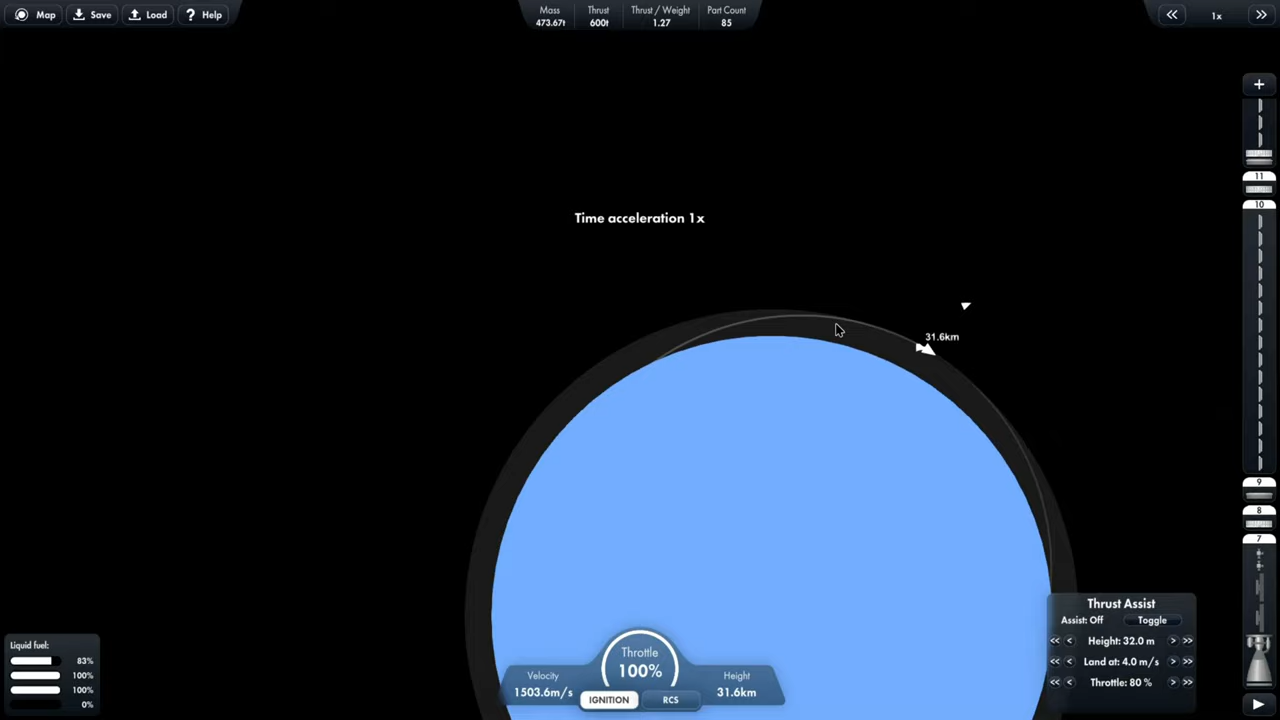 Map
Save
Load
? Help
Mass
473.67t
Thrust
600t
Thrust / Weight
1.27
Part Count
85
1x
+
11
10
9
8
7
Time acceleration 1x
31.6km
Thrust Assist
Assist: Off
Toggle
Height: 32.0 m
Land at: 4.0 m/s
Throttle: 80 %
Liquid fuel:
83%
100%
100%
0%
Throttle
100%
Velocity
1503.6m/s
Height
31.6km
IGNITION
RCS